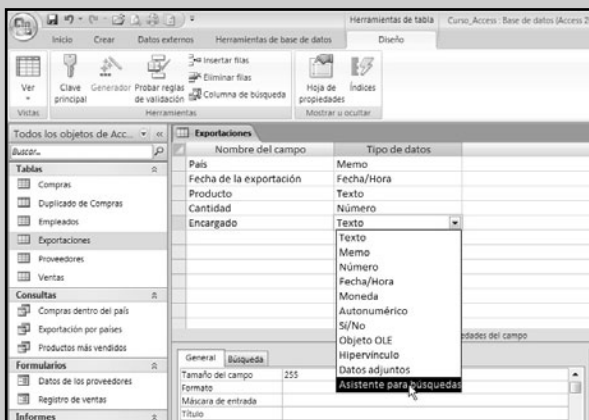 Herramientas de tabla Curso_Access : Base de datos (Access 2
Inicio Crear Datos externos Herramientas de base de datos Diseño
Ver
Clave principal
Generador
Probar reglas de validación
Insertar filas
Eliminar filas
Columna de búsqueda
Hoja de propiedades
Índices
Vistas Herramientas Mostrar u ocultar
Todos los objetos de Acc...
Buscar...
Tablas
Compras
Duplicado de Compras
Empleados
Exportaciones
Proveedores
Ventas
Consultas
Compras dentro del país
Exportación por países
Productos más vendidos
Formularios
Datos de los proveedores
Registro de ventas
Informes
Exportaciones
Nombre del campo Tipo de datos
País Memo
Fecha de la exportación Fecha/Hora
Producto Texto
Cantidad Número
Encargado Texto
Texto
Memo
Número
Fecha/Hora
Moneda
Autonumérico
Sí/No
Objeto OLE
Hipervínculo
Datos adjuntos
Asistente para búsquedas
edades del campo
General Búsqueda
Tamaño del campo 255
Formato
Máscara de entrada
Título